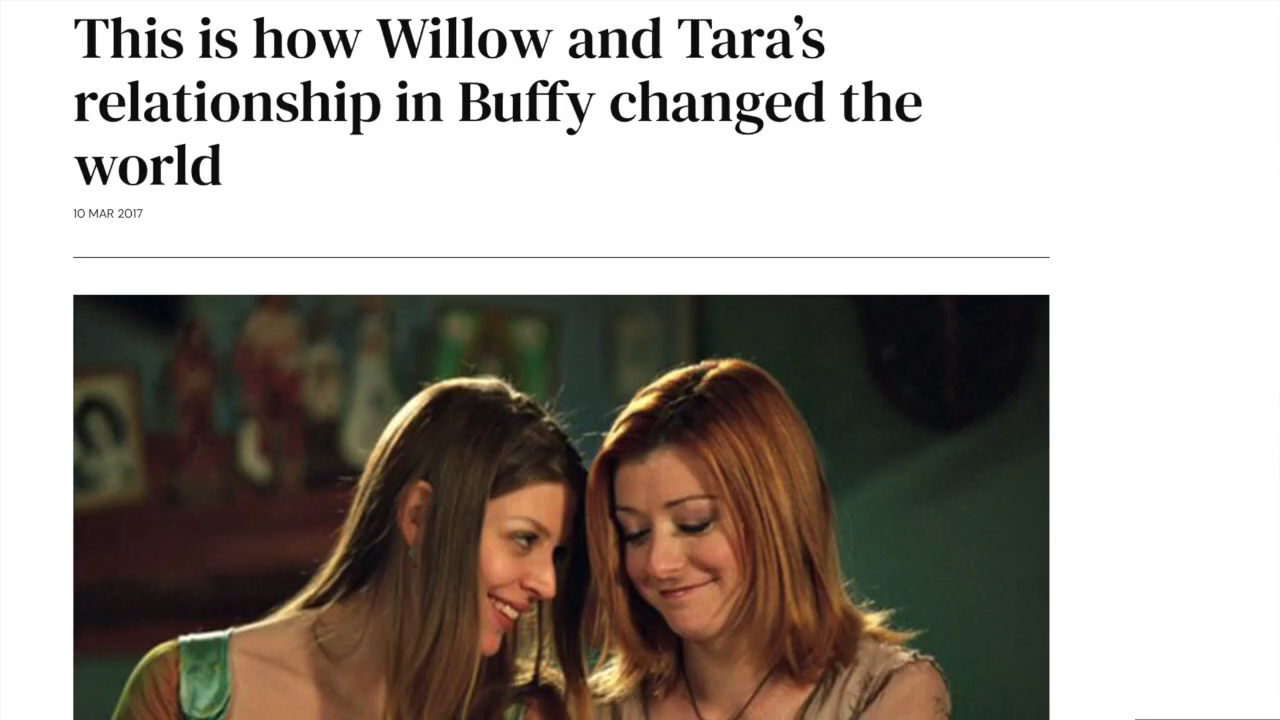 This is how Willow and Tara’s
relationship in Buffy changed the
world
10 MAR 2017